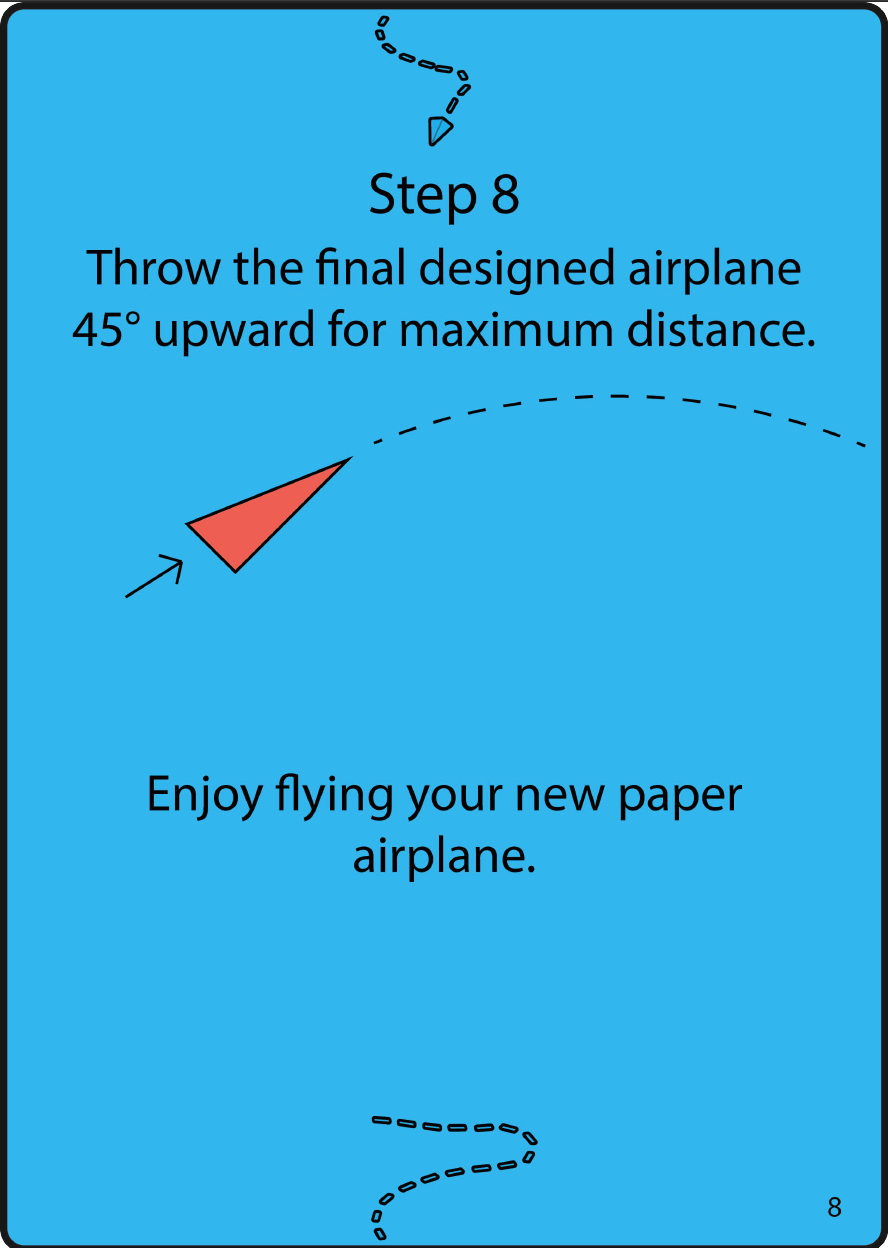 Step 8
Throw the final designed airplane
45° upward for maximum distance.
Enjoy flying your new paper
airplane.
8